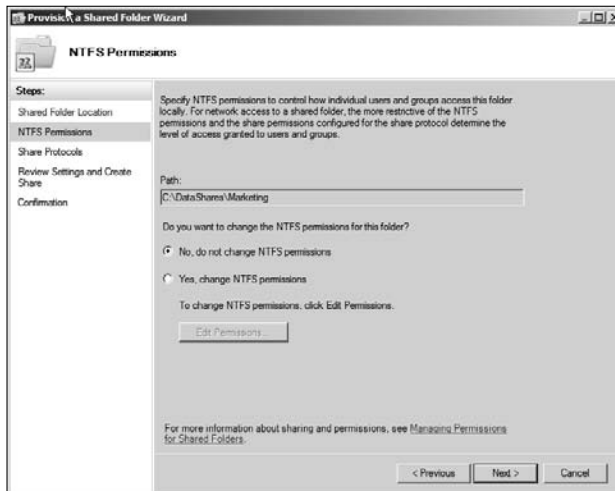 Provision a Shared Folder Wizard
NTFS Permissions
Steps:
Shared Folder Location
NTFS Permissions
Share Protocols
Review Settings and Create
Share
Confirmation
Specify NTFS permissions to control how individual users and groups access this folder
locally. For network access to a shared folder, the more restrictive of the NTFS
permissions and the share permissions configured for the share protocol determine the
level of access granted to users and groups.
Path:
C:\DataShares\Marketing
Do you want to change the NTFS permissions for this folder?
No, do not change NTFS permissions
Yes, change NTFS permissions
To change NTFS permissions, click Edit Permissions.
Edit Permissions...
For more information about sharing and permissions, see Managing Permissions
for Shared Folders.
< Previous
Next >
Cancel